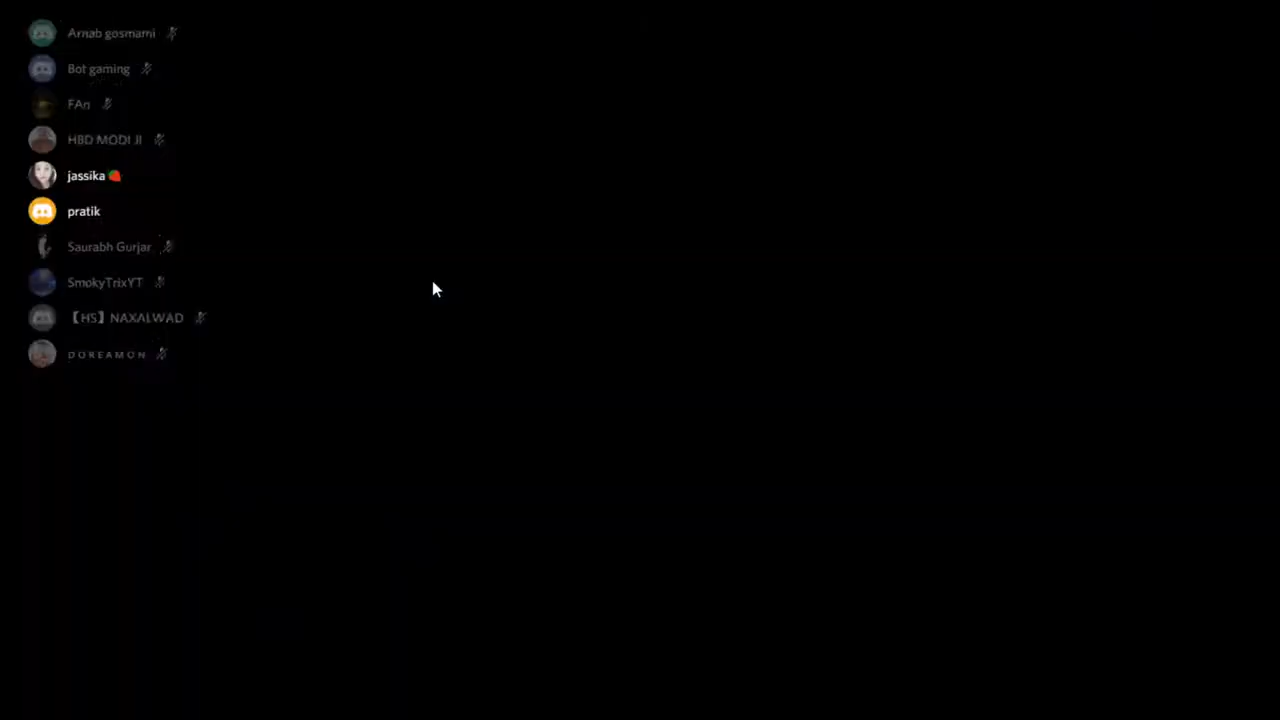 Arnab gosmami
Bot gaming
FAn
HBD MODI JI
jassika
pratik
Saurabh Gurjar
SmokyTrixYT
【HS】NAXALWAD
DOREAMON